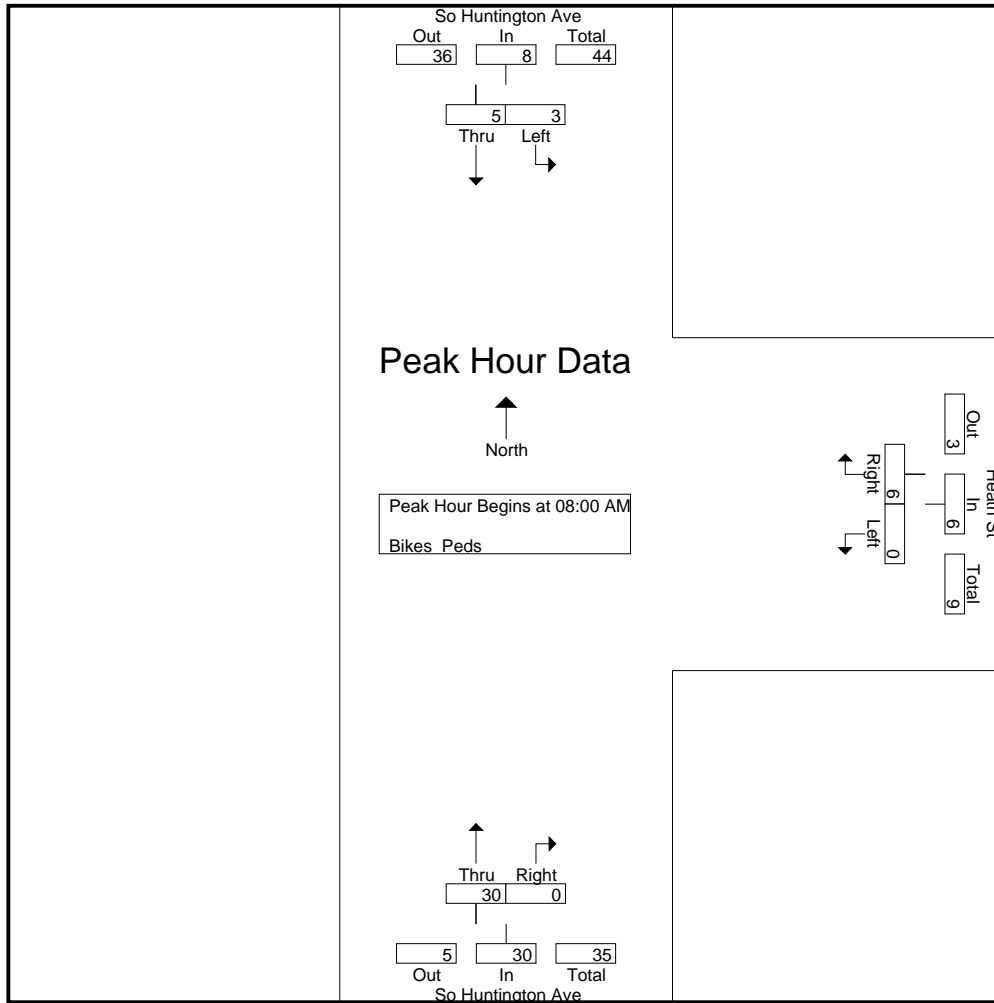 So Huntington Ave
Out In Total
36 8 44
5 3
Thru Left
Peak Hour Data
North
Peak Hour Begins at 08:00 AM
Bikes Peds
Right Left
6 0
Out In Total
3 6 9
Heath St
Thru Right
30 0
5 30 35
Out In Total
So Huntington Ave